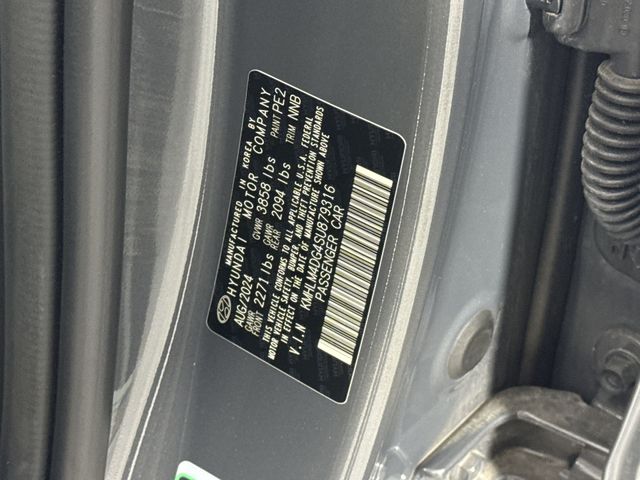 MANUFACTURED IN KOREA BY
HYUNDAI MOTOR COMPANY
AUG/2024 GVWR 3858 lbs PAINT PE2
GAWR FRONT 2271 lbs GAWR REAR 2094 lbs TRIM NNB
THIS VEHICLE CONFORMS TO ALL APPLICABLE U.S.A. FEDERAL
MOTOR VEHICLE SAFETY, BUMPER, AND THEFT PREVENTION STANDARDS
IN EFFECT ON THE DATE OF MANUFACTURE SHOWN ABOVE
V.I.N KMHLM4DG4SU879316
PASSENGER CAR